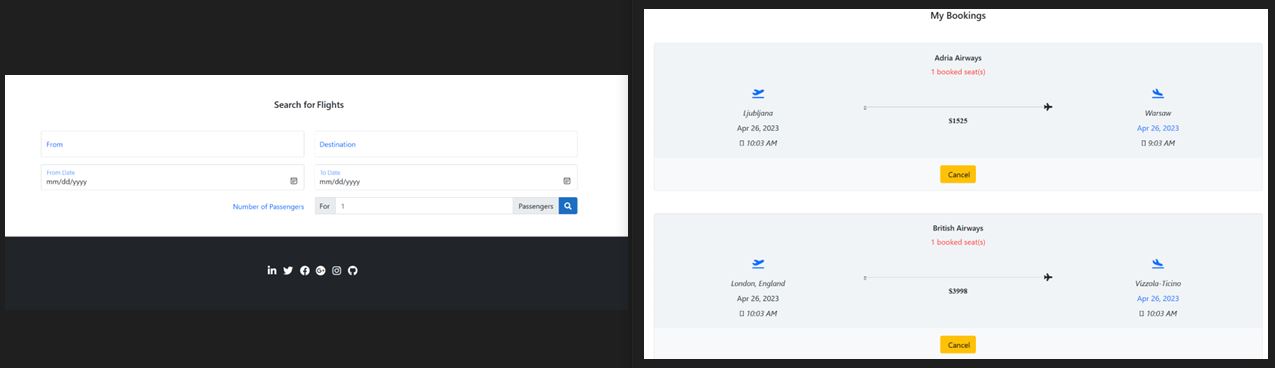 Search for Flights
From
Destination
From Date
mm/dd/yyyy
To Date
mm/dd/yyyy
Number of Passengers
For 1 Passengers
My Bookings
Adria Airways
1 booked seat(s)
Ljubljana
Apr 26, 2023
10:03 AM
$1525
Warsaw
Apr 26, 2023
9:03 AM
Cancel
British Airways
1 booked seat(s)
London, England
Apr 26, 2023
10:03 AM
$3998
Vizzola-Ticino
Apr 26, 2023
10:03 AM
Cancel